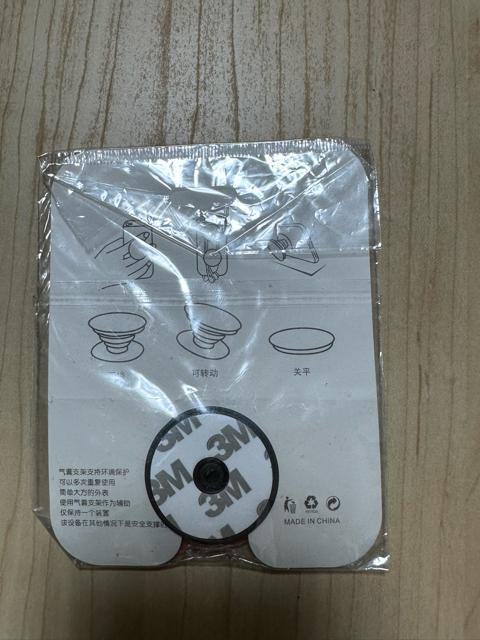 可转动
关平
3M
3M
3M
3M
3M
气囊支架支持环境保护
可以多次重复使用
简单大方的外表
使用气囊支架作为辅助
仅保持一个装置
该设备在其他情况下是安全支撑的
MADE IN CHINA